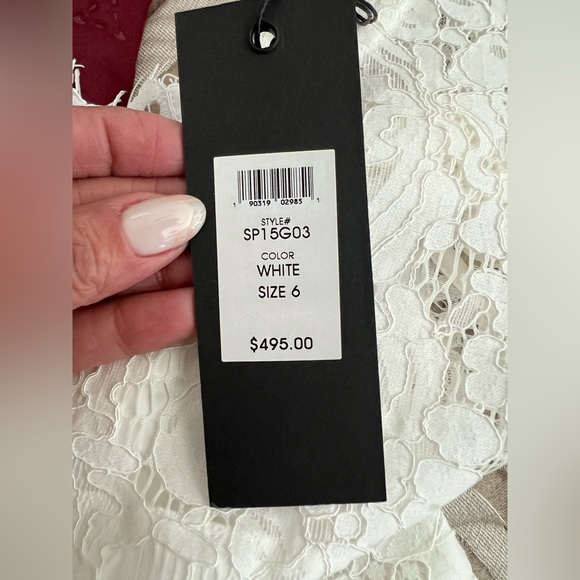 1 90319 02985 1
STYLE#
SP15G03
COLOR
WHITE
SIZE 6
$495.00